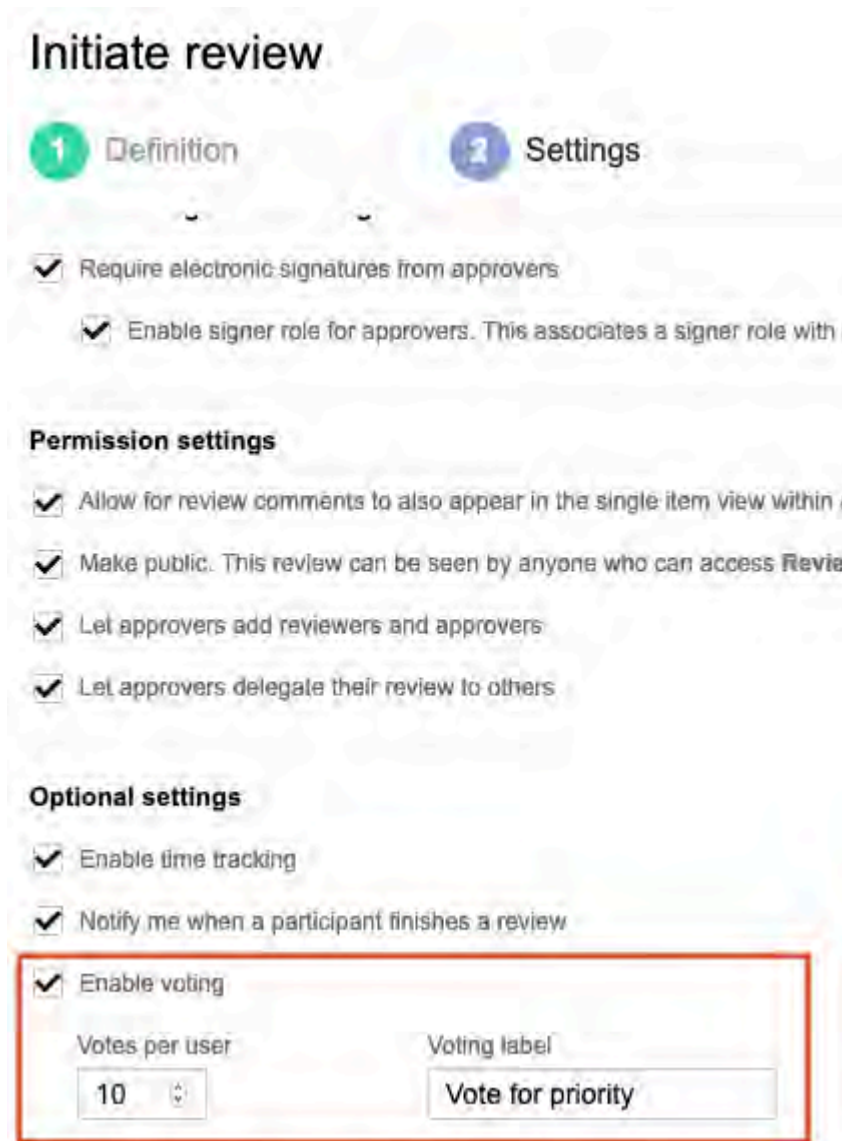 Initiate review
1 Definition 2 Settings
Require electronic signatures from approvers
Enable signer role for approvers. This associates a signer role with
Permission settings
Allow for review comments to also appear in the single item view within
Make public. This review can be seen by anyone who can access Revie
Let approvers add reviewers and approvers
Let approvers delegate their review to others
Optional settings
Enable time tracking
Notify me when a participant finishes a review
Enable voting
Votes per user Voting label
10 Vote for priority